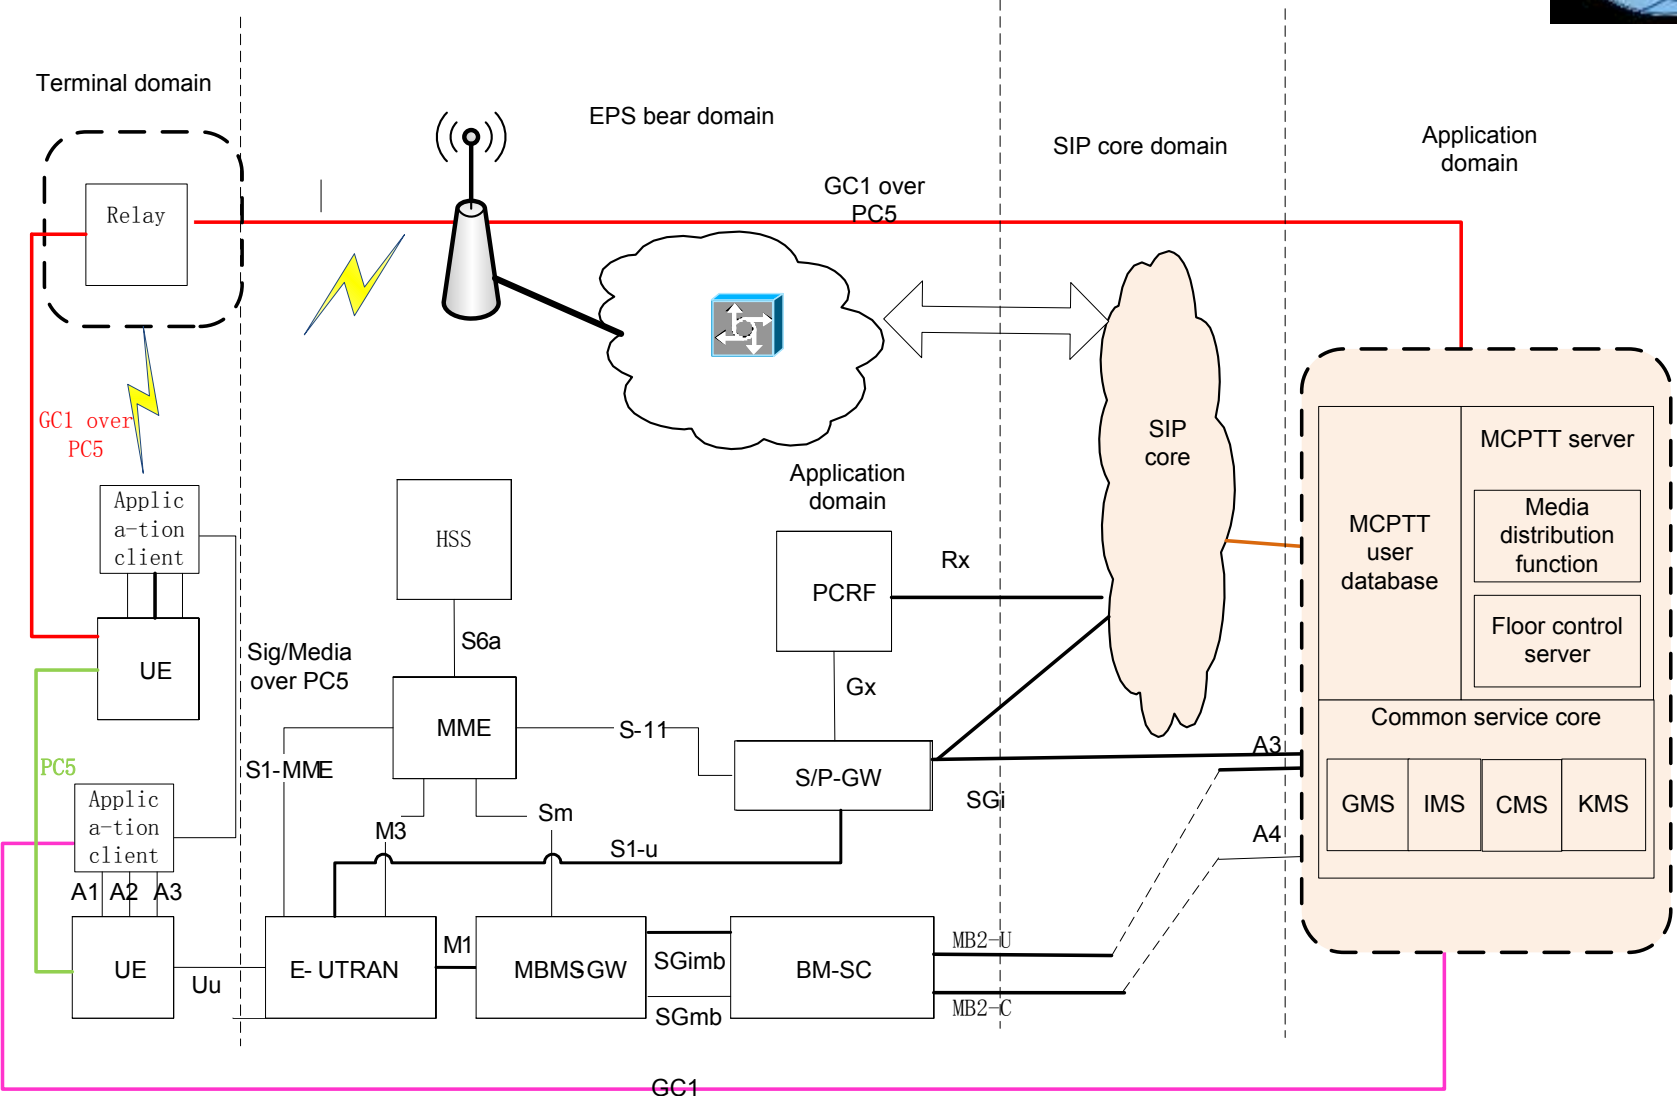 Terminal domain
EPS bear domain
SIP core domain
Application
domain
GC1 over
PC5
Relay
GC1 over
PC5
Applic
a-tion
client
UE
Sig/Media
over PC5
PC5
Applic
a-tion
client
A1
A2
A3
UE
Uu
HSS
S6a
MME
S1-MME
M3
Sm
S-11
S1-u
Application
domain
PCRF
Rx
Gx
S/P-GW
SGi
SIP
core
A3
A4
E- UTRAN
M1
MBMS-GW
SGimb
SGmb
BM-SC
MB2-U
MB2-C
GC1
MCPTT
user
database
MCPTT server
Media
distribution
function
Floor control
server
Common service core
GMS
IMS
CMS
KMS